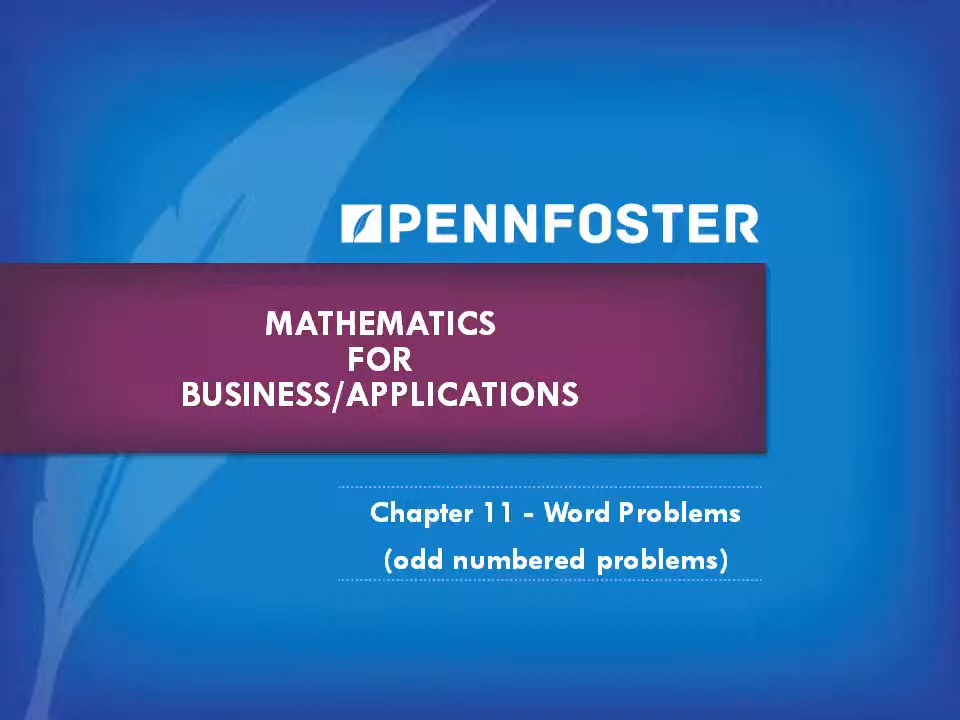 PENNFOSTER
MATHEMATICS
FOR
BUSINESS/APPLICATIONS
Chapter 11 - Word Problems
(odd numbered problems)